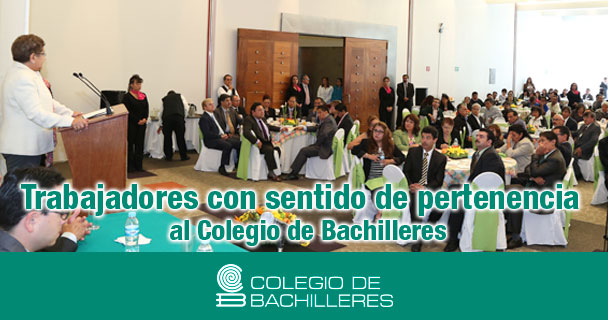 Trabajadores con sentido de pertenencia
al Colegio de Bachilleres
COLEGIO DE
BACHILLERES